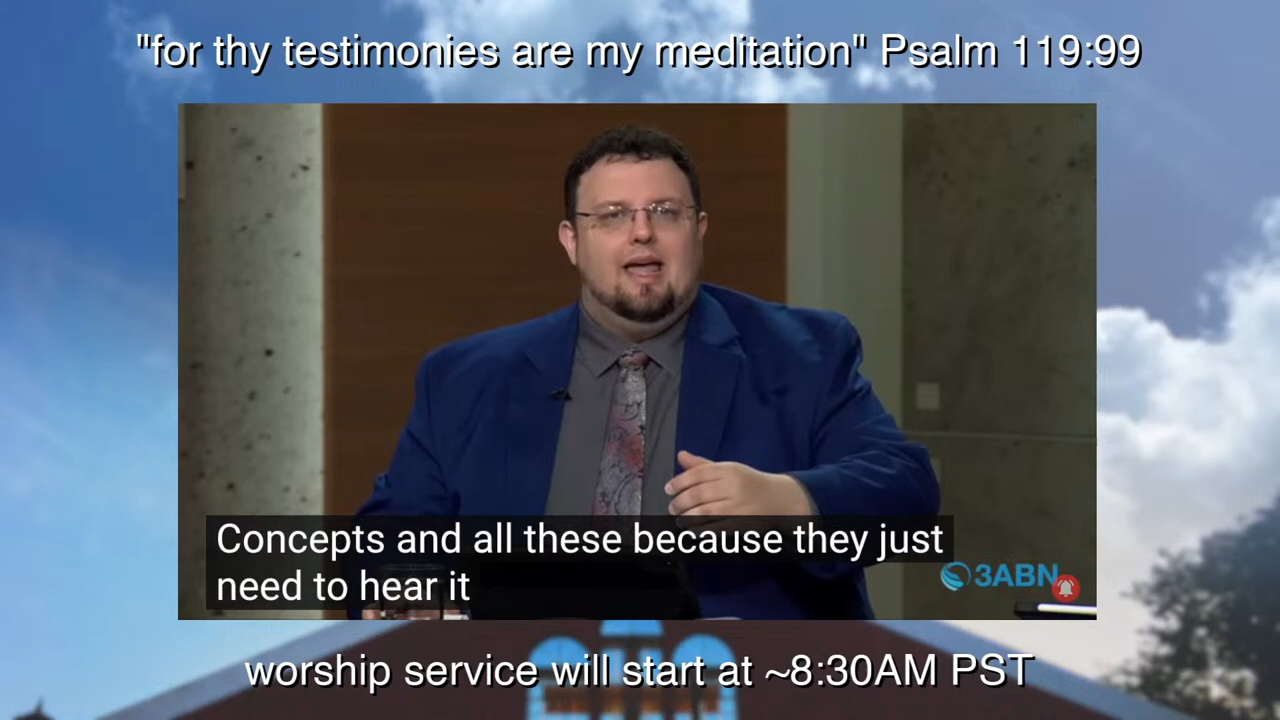 "for thy testimonies are my meditation" Psalm 119:99
Concepts and all these because they just
need to hear it
3ABN
worship service will start at ~8:30AM PST